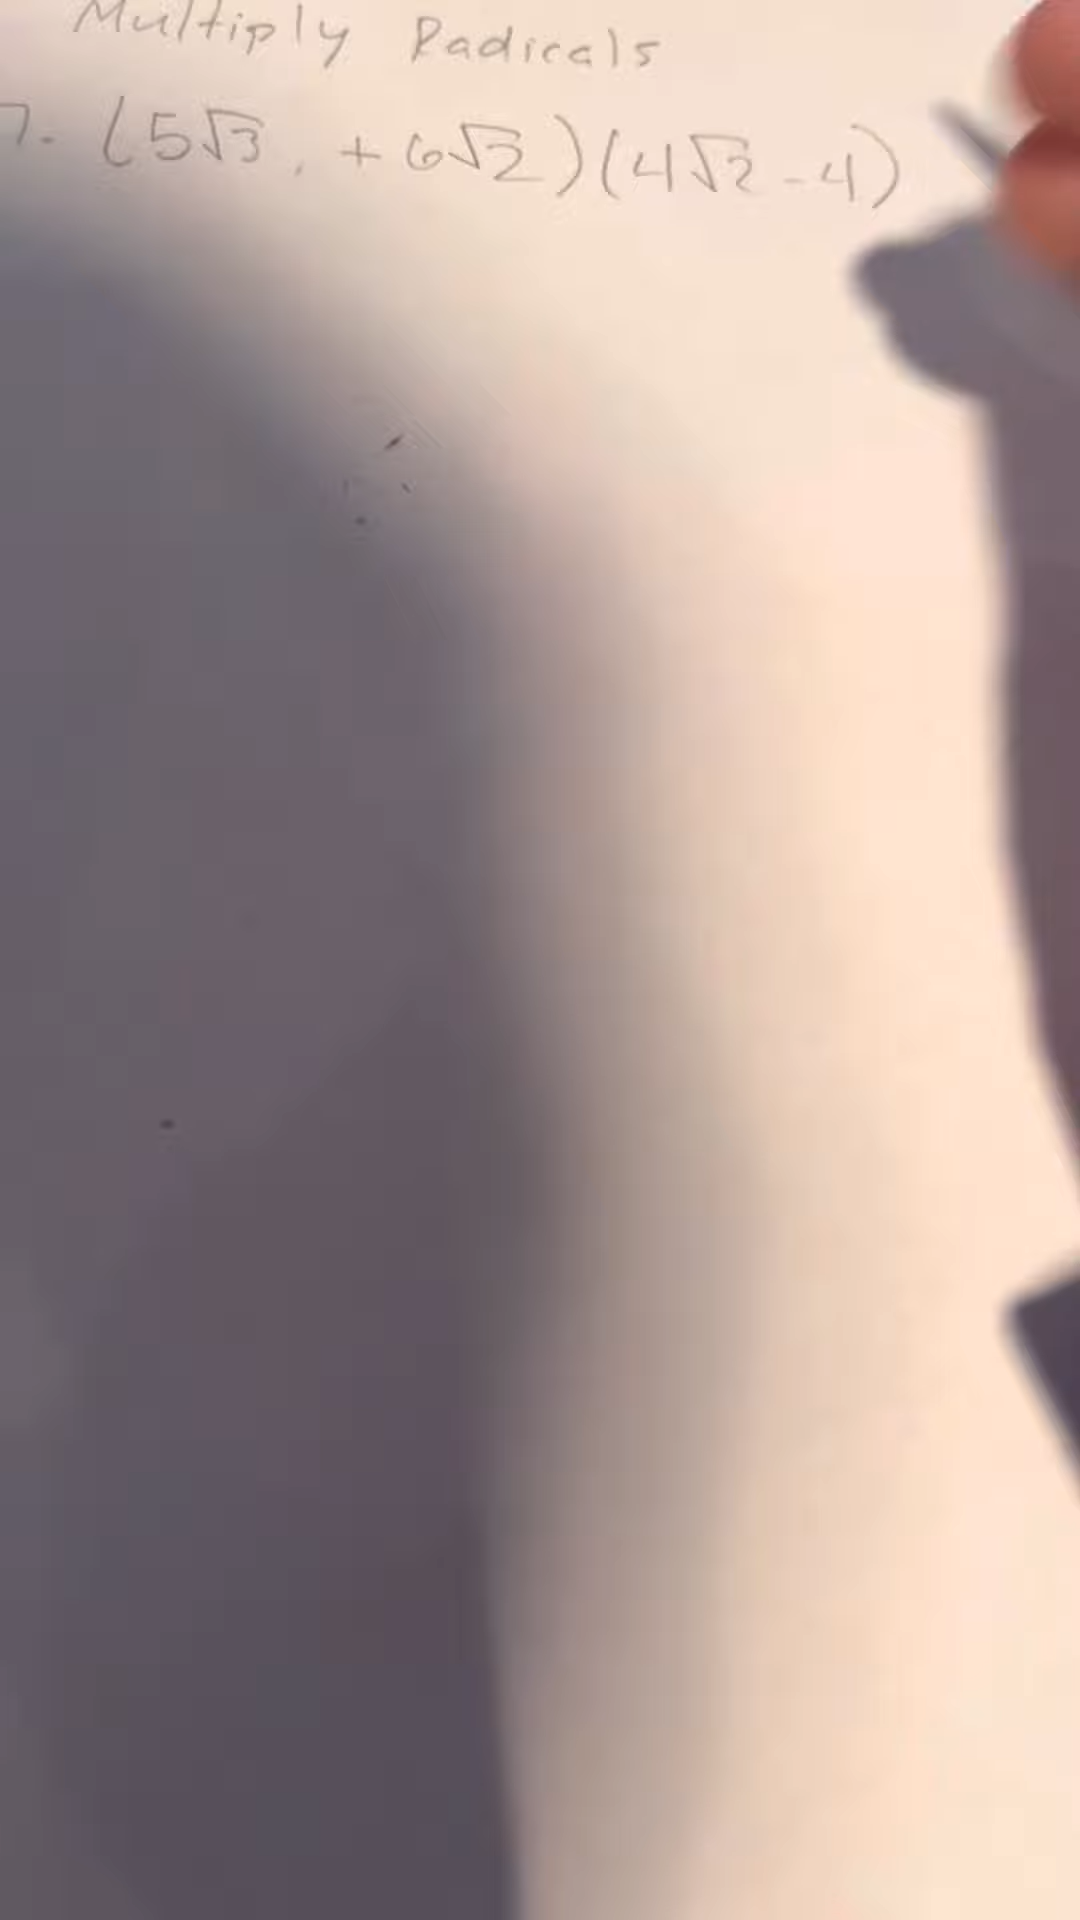 Multiply Radicals
7. (5√3 + 6√2)(4√2 - 4)